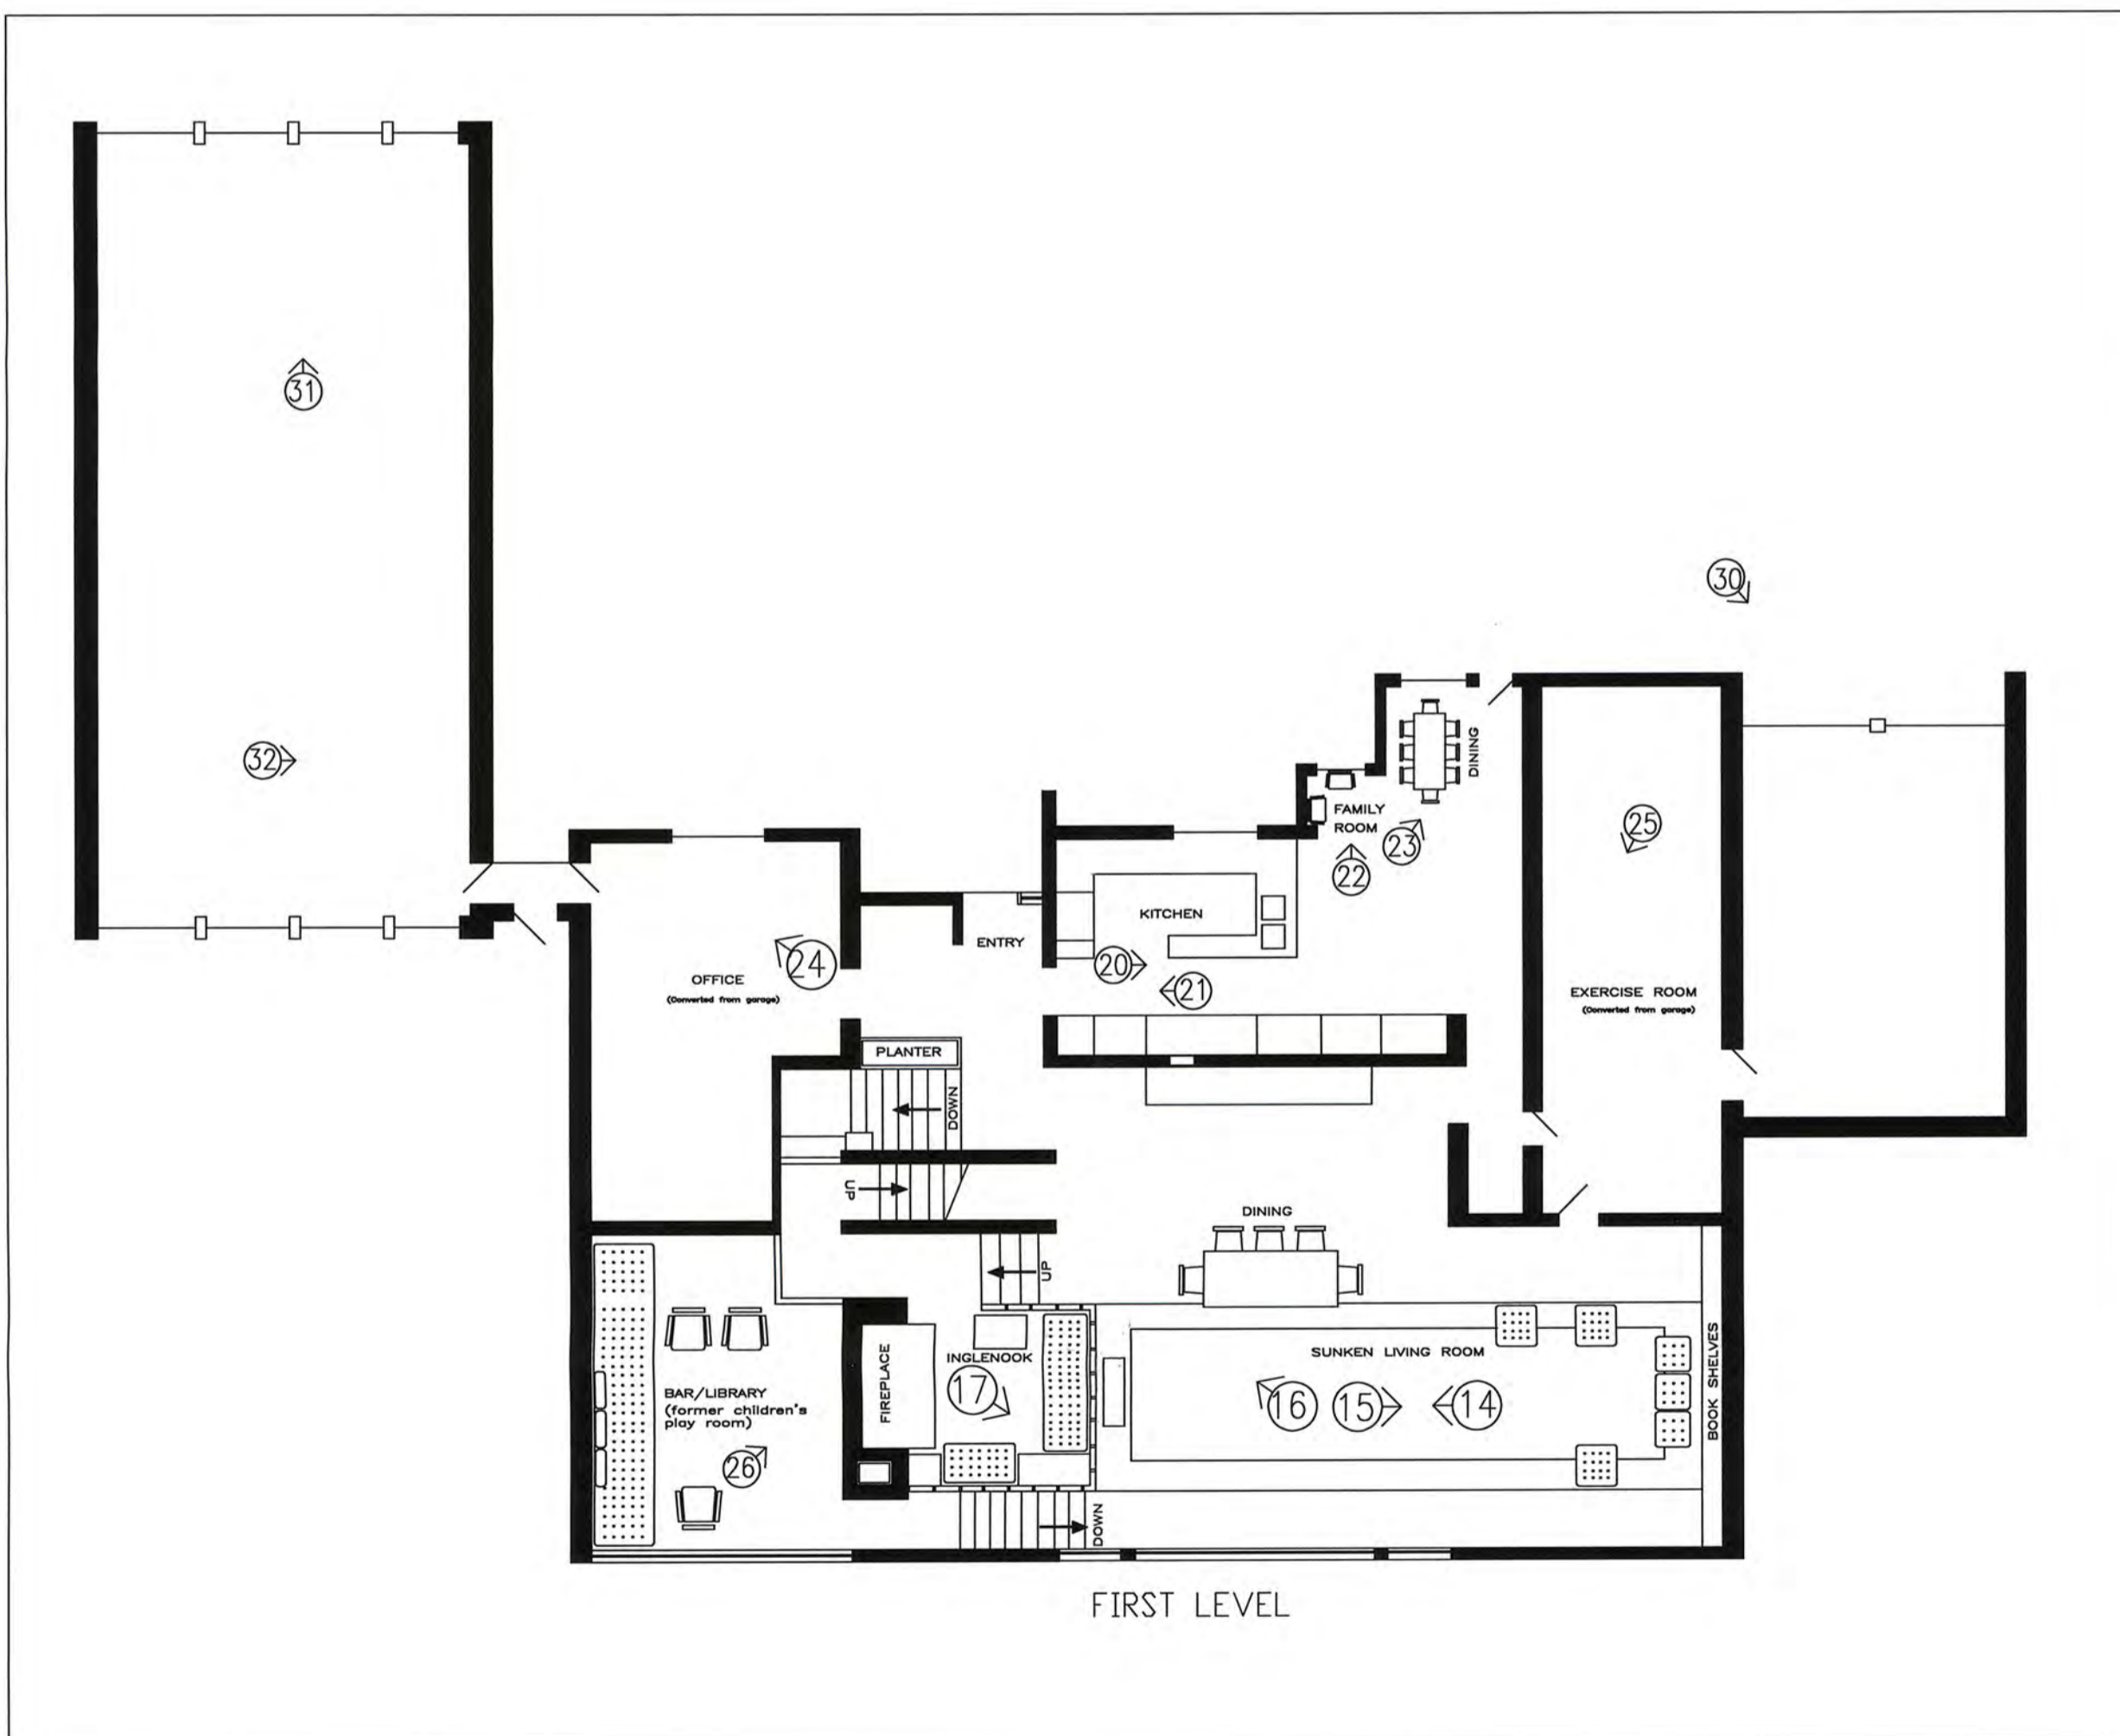 31
30
32
DINING
FAMILY
ROOM
23
25
22
KITCHEN
ENTRY
20
21
24
OFFICE
(Converted from garage)
EXERCISE ROOM
(Converted from garage)
PLANTER
DOWN
UP
DINING
UP
FIREPLACE
INGLENOOK
17
SUNKEN LIVING ROOM
16
15
14
BOOK SHELVES
BAR/LIBRARY
(former children's
play room)
26
DOWN
FIRST LEVEL